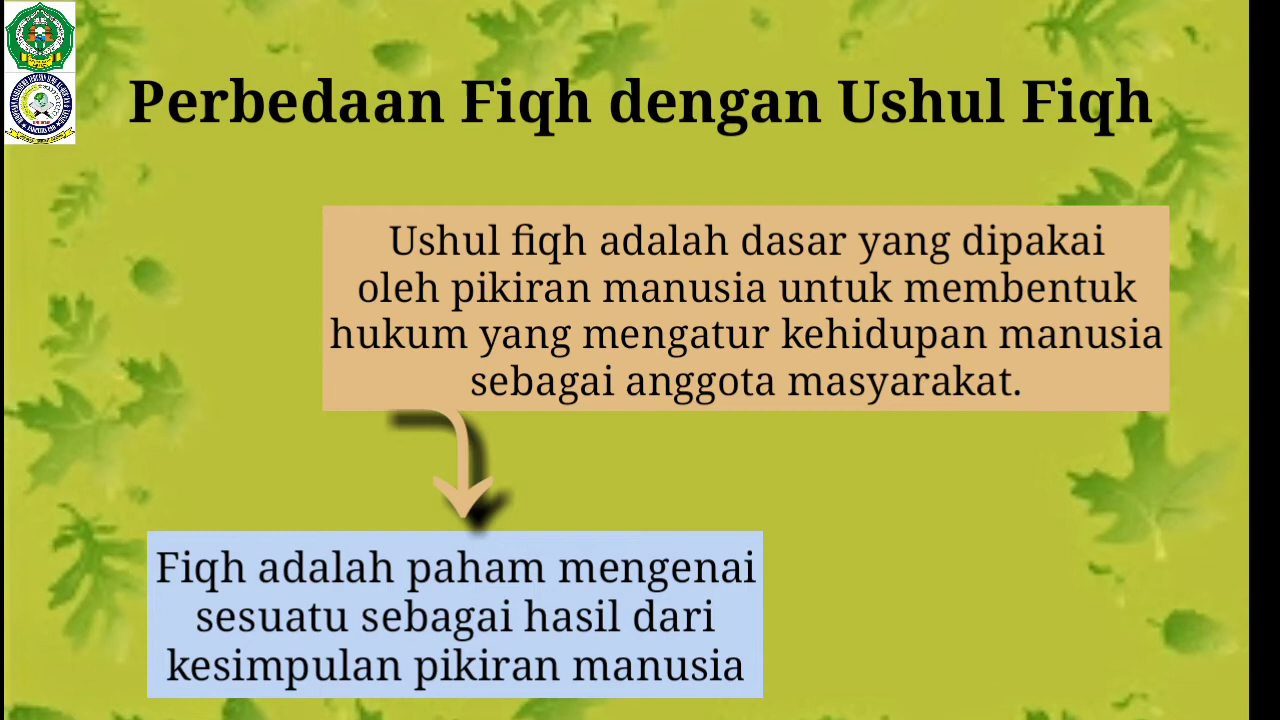 Perbedaan Fiqh dengan Ushul Fiqh
Ushul fiqh adalah dasar yang dipakai
oleh pikiran manusia untuk membentuk
hukum yang mengatur kehidupan manusia
sebagai anggota masyarakat.
Fiqh adalah paham mengenai
sesuatu sebagai hasil dari
kesimpulan pikiran manusia